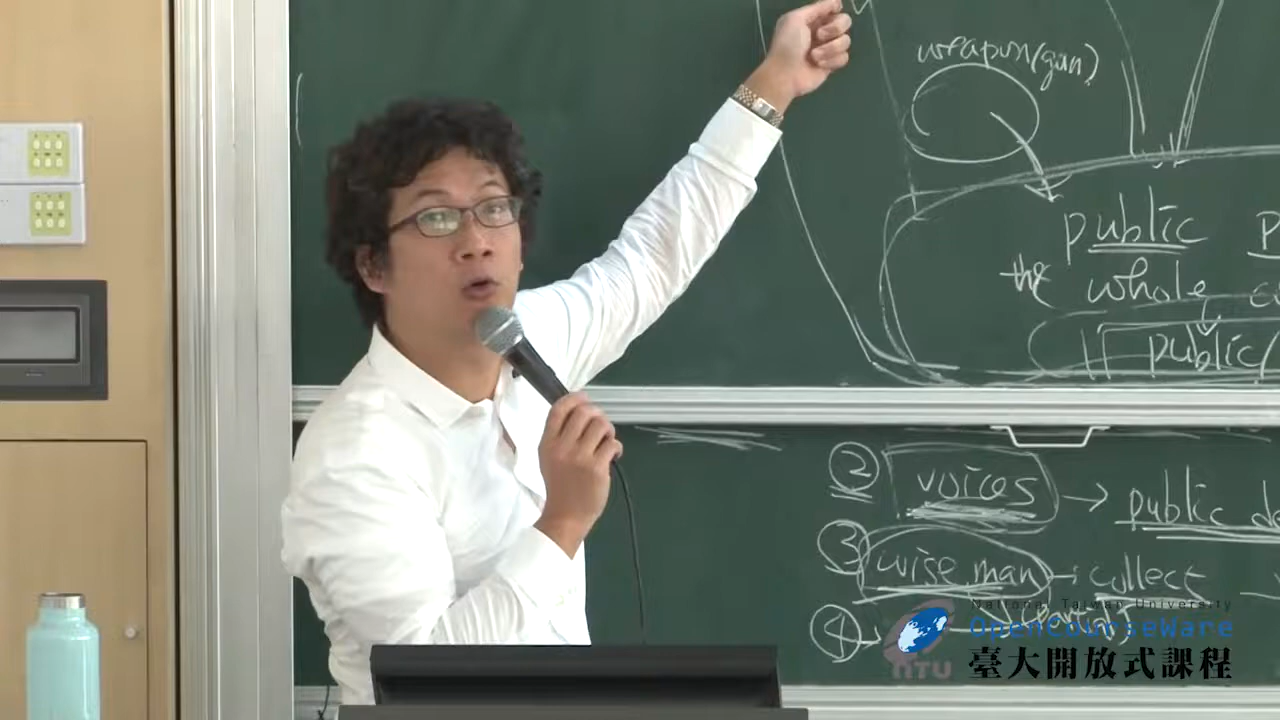 weapon(gun)
public
the whole
public
② voices → public
③ wise man → collect
④ →
National Taiwan University
OpenCourseWare
臺大開放式課程
NTU